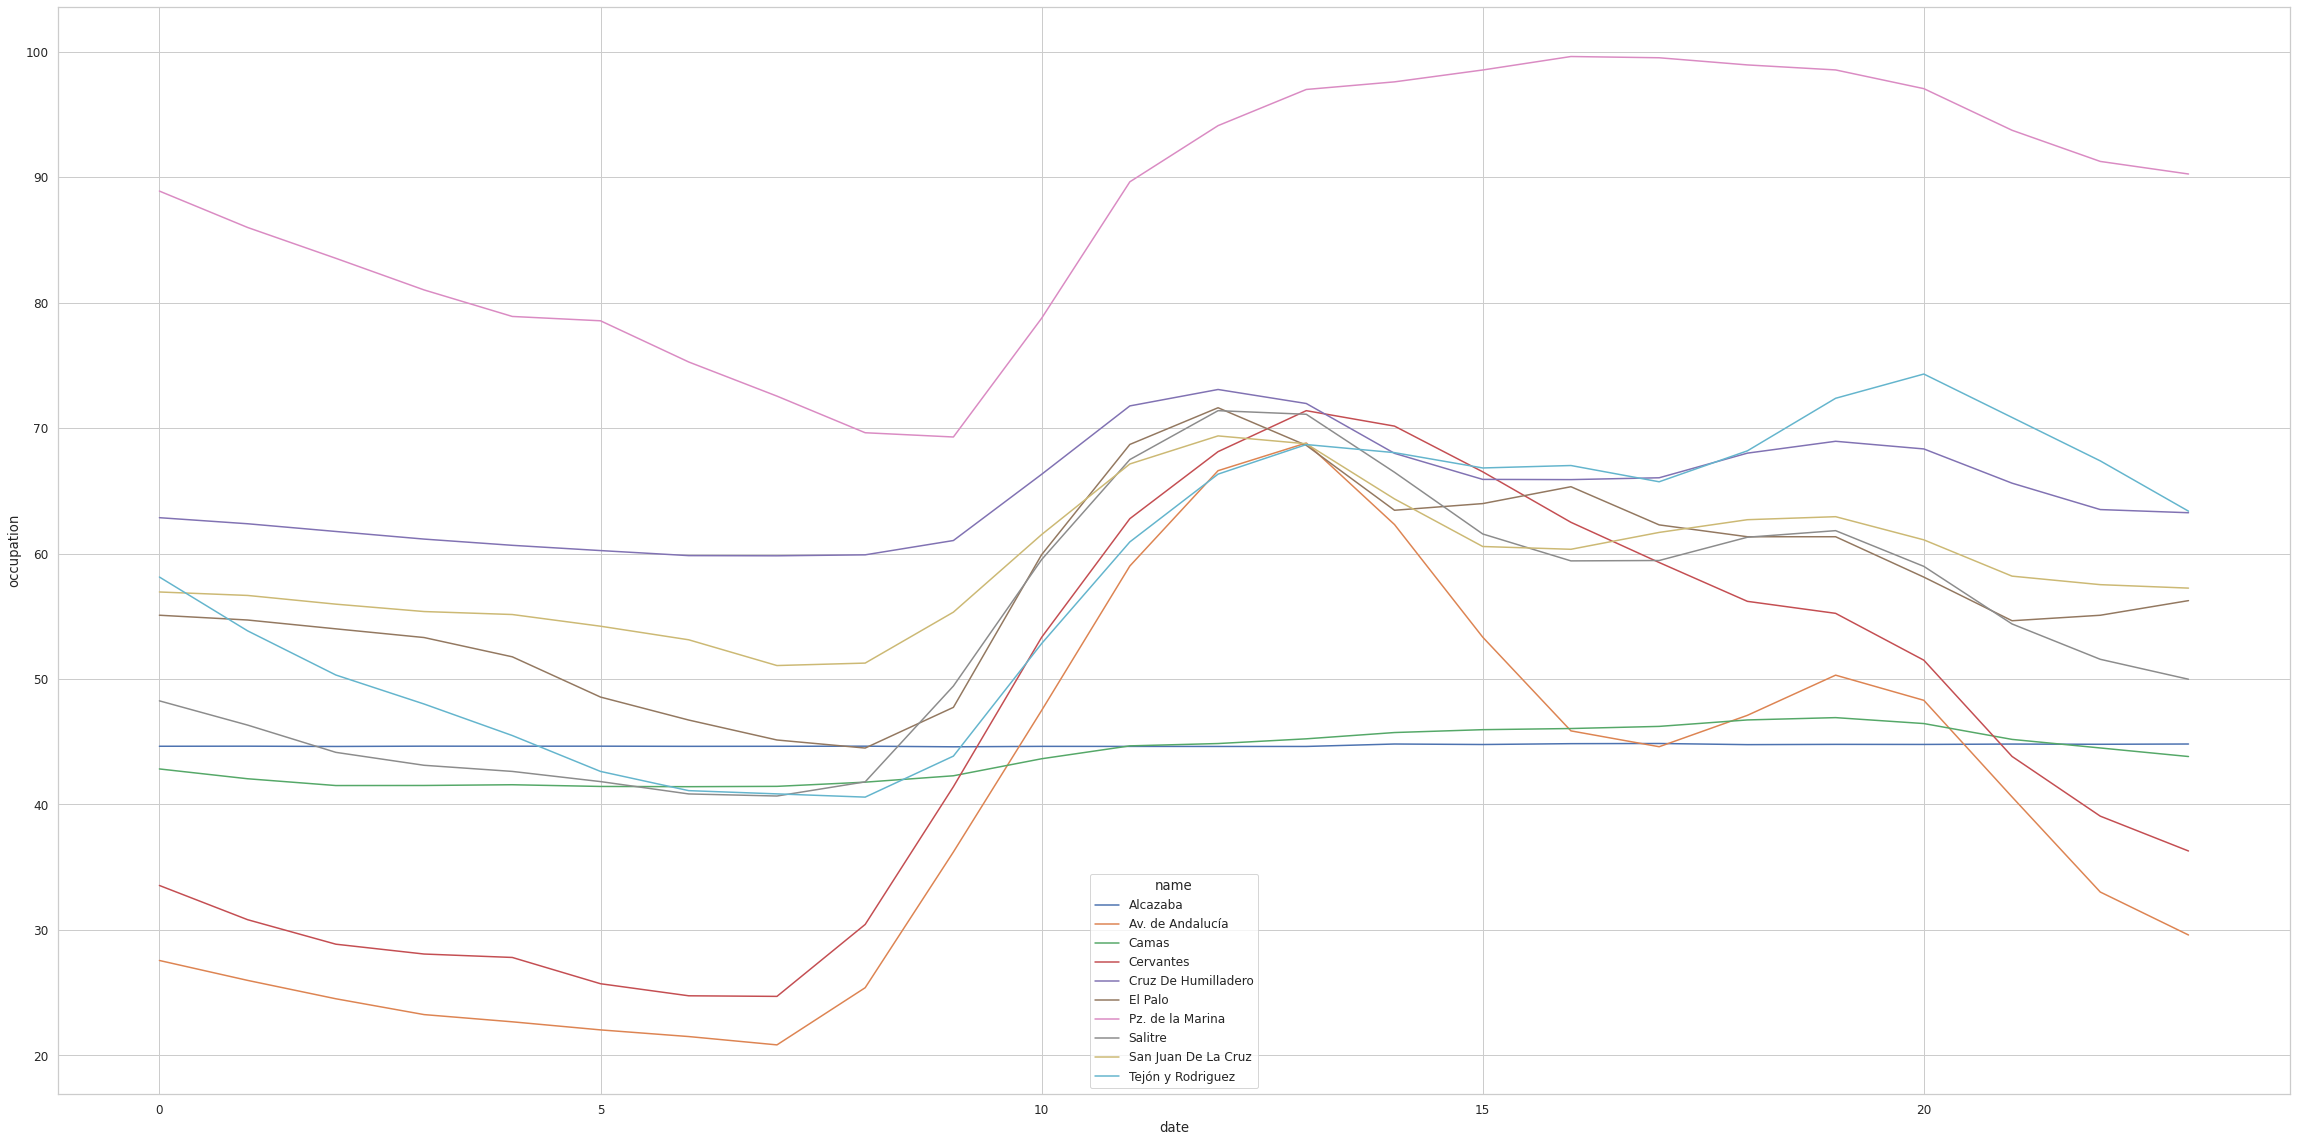 100
90
80
70
60
50
40
30
20
occupation
0
5
10
15
20
date
name
Alcazaba
Av. de Andalucía
Camas
Cervantes
Cruz De Humilladero
El Palo
Pz. de la Marina
Salitre
San Juan De La Cruz
Tejón y Rodriguez